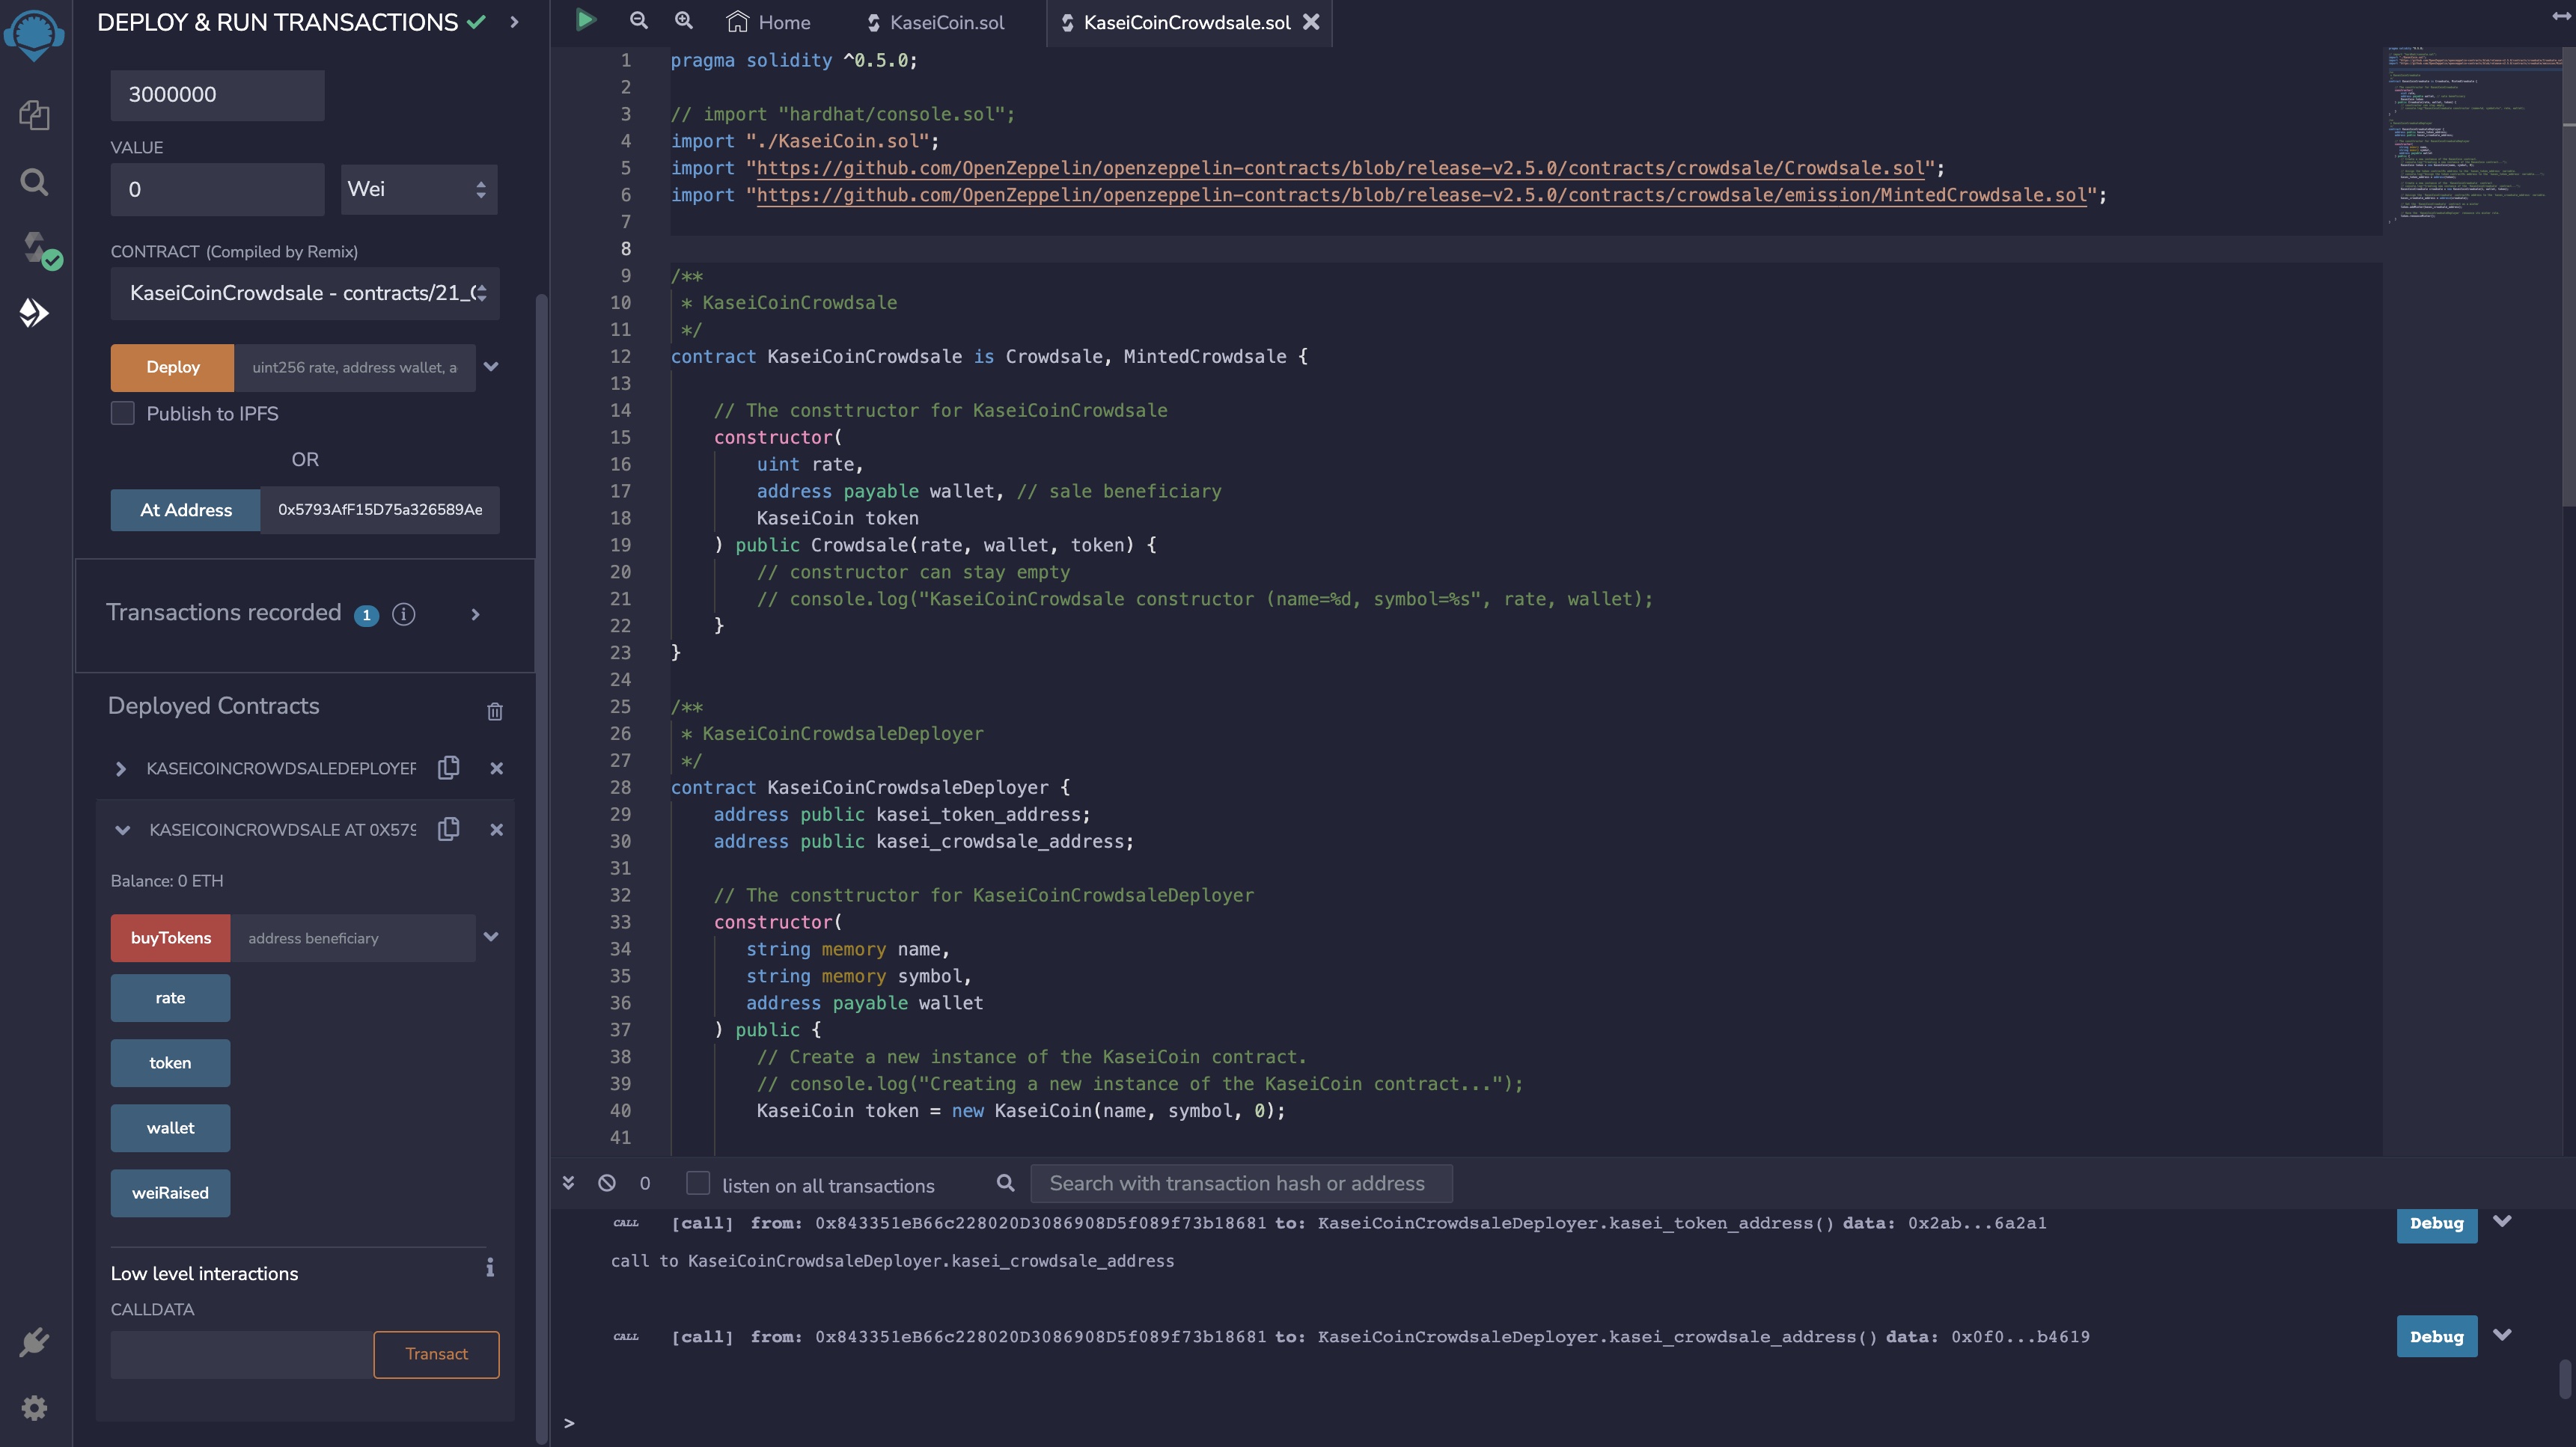 DEPLOY & RUN TRANSACTIONS
3000000
VALUE
0
Wei
CONTRACT (Compiled by Remix)
KaseiCoinCrowdsale - contracts/21_
Deploy
uint256 rate, address wallet, a
Publish to IPFS
OR
At Address
0x5793AfF15D75a326589Ae
Transactions recorded 1 i
Deployed Contracts
KASEICOINCROWDSALEDEPLOYER
KASEICOINCROWDSALE AT 0X579
Balance: 0 ETH
buyTokens
address beneficiary
rate
token
wallet
weiRaised
Low level interactions
CALLDATA
Transact
Home
KaseiCoin.sol
KaseiCoinCrowdsale.sol
1 pragma solidity ^0.5.0;
2
3 // import "hardhat/console.sol";
4 import "./KaseiCoin.sol";
5 import "https://github.com/OpenZeppelin/openzeppelin-contracts/blob/release-v2.5.0/contracts/crowdsale/Crowdsale.sol";
6 import "https://github.com/OpenZeppelin/openzeppelin-contracts/blob/release-v2.5.0/contracts/crowdsale/emission/MintedCrowdsale.sol";
7
8
9 /**
10 * KaseiCoinCrowdsale
11 */
12 contract KaseiCoinCrowdsale is Crowdsale, MintedCrowdsale {
13
14 // The consttructor for KaseiCoinCrowdsale
15 constructor(
16 uint rate,
17 address payable wallet, // sale beneficiary
18 KaseiCoin token
19 ) public Crowdsale(rate, wallet, token) {
20 // constructor can stay empty
21 // console.log("KaseiCoinCrowdsale constructor (name=%d, symbol=%s", rate, wallet);
22 }
23 }
24
25 /**
26 * KaseiCoinCrowdsaleDeployer
27 */
28 contract KaseiCoinCrowdsaleDeployer {
29 address public kasei_token_address;
30 address public kasei_crowdsale_address;
31
32 // The consttructor for KaseiCoinCrowdsaleDeployer
33 constructor(
34 string memory name,
35 string memory symbol,
36 address payable wallet
37 ) public {
38 // Create a new instance of the KaseiCoin contract.
39 // console.log("Creating a new instance of the KaseiCoin contract...");
40 KaseiCoin token = new KaseiCoin(name, symbol, 0);
41
0
listen on all transactions
Search with transaction hash or address
CALL [call] from: 0x843351eB66c228020D3086908D5f089f73b18681 to: KaseiCoinCrowdsaleDeployer.kasei_token_address() data: 0x2ab...6a2a1
Debug
call to KaseiCoinCrowdsaleDeployer.kasei_crowdsale_address
CALL [call] from: 0x843351eB66c228020D3086908D5f089f73b18681 to: KaseiCoinCrowdsaleDeployer.kasei_crowdsale_address() data: 0x0f0...b4619
Debug
>